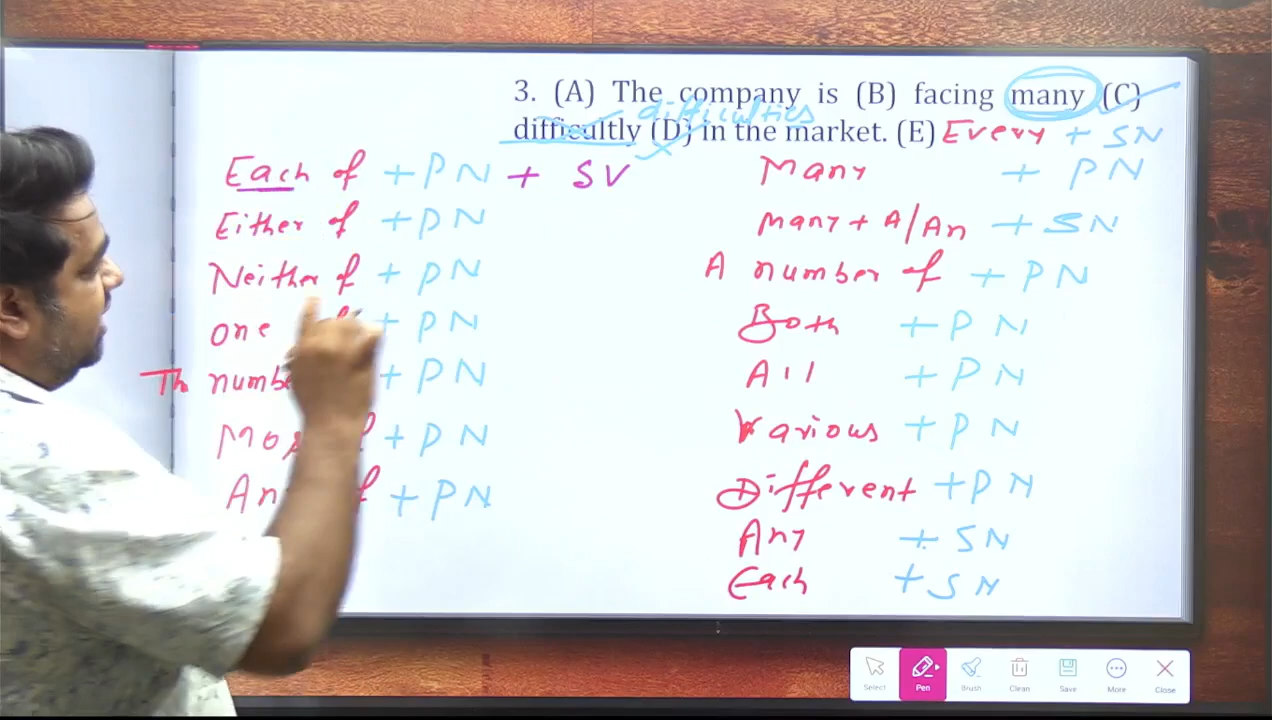 3. (A) The company is (B) facing many (C)
difficulties
difficultly (D) in the market. (E) Every + SN
Each of + PN + SV
Either of + PN
Neither of + PN
one + PN
Th + PN
+ PN
+ PN
Many + PN
Many + A/An + SN
A number of + PN
Both + PN
All + PN
Various + PN
Different + PN
Any + SN
Each + SN
Select Pen Brush Clean Save More Close